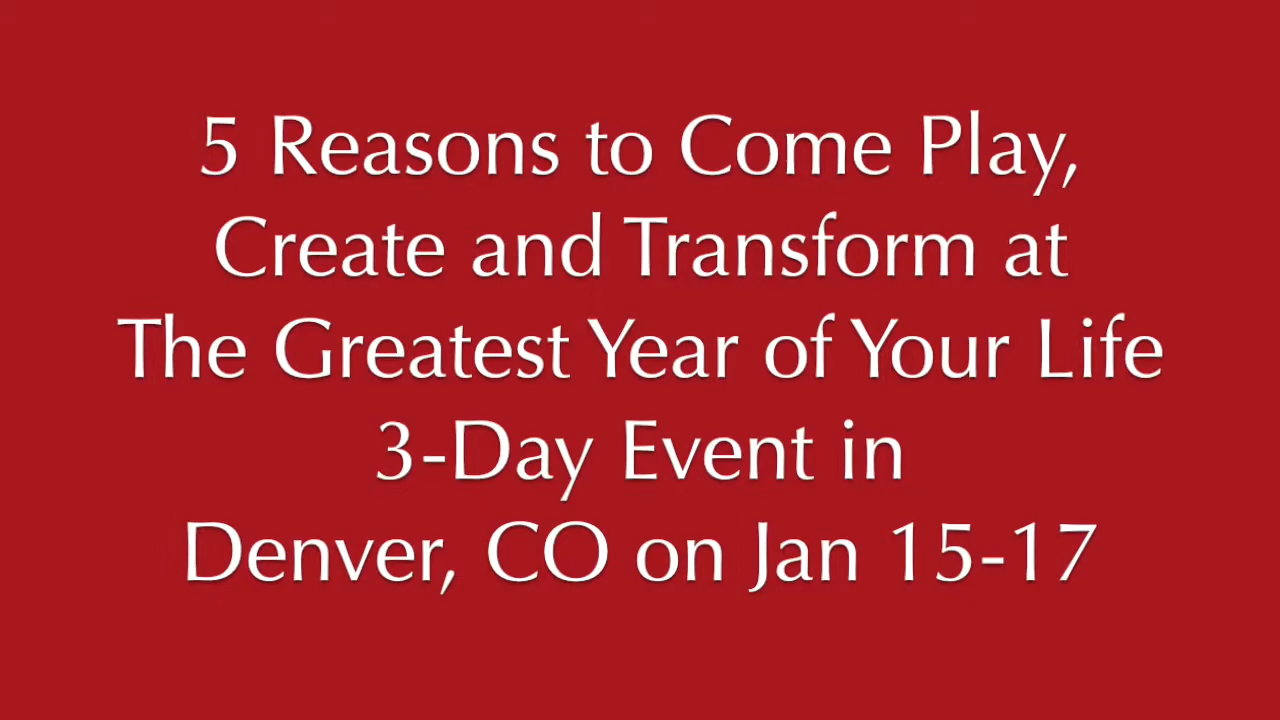 5 Reasons to Come Play,
Create and Transform at
The Greatest Year of Your Life
3-Day Event in
Denver, CO on Jan 15-17